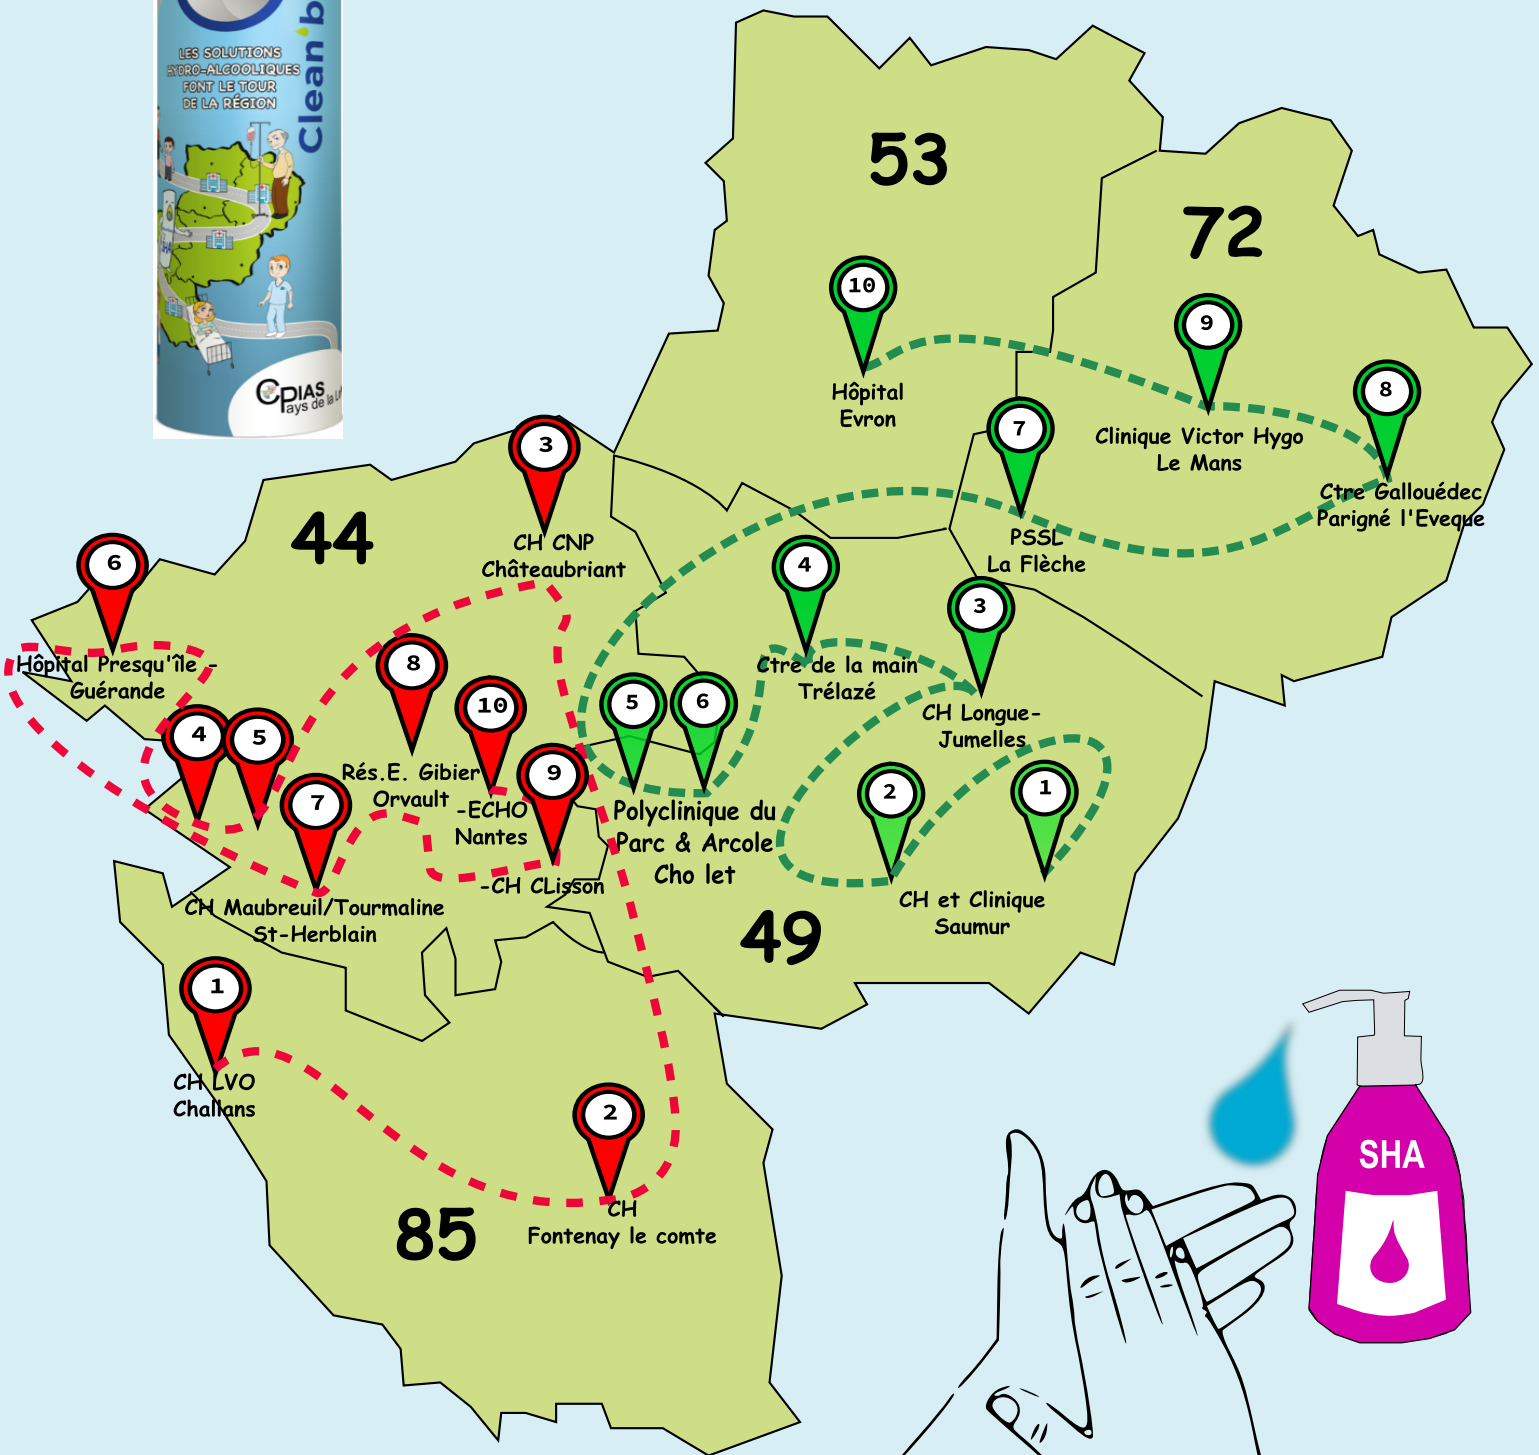 Clean'b
LES SOLUTIONS
HYDRO-ALCOOLIQUES
FONT LE TOUR
DE LA RÉGION
CPIAS
Pays de la
53
72
10
Hôpital
Evron
9
Clinique Victor Hygo
Le Mans
8
Ctre Gallouédec
Parigné l'Eveque
7
PSSL
La Flèche
44
3
CH CNP
Châteaubriant
6
Hôpital Presqu'île -
Guérande
4
5
8
Rés.E. Gibier
Orvault
10
-ECHO
Nantes
9
-CH CLisson
7
CH Maubreuil/Tourmaline
St-Herblain
4
Ctre de la main
Trélazé
3
CH Longue-
Jumelles
5
6
Polyclinique du
Parc & Arcole
Cho let
2
1
CH et Clinique
Saumur
49
1
CH LVO
Challans
2
CH
Fontenay le comte
85
SHA